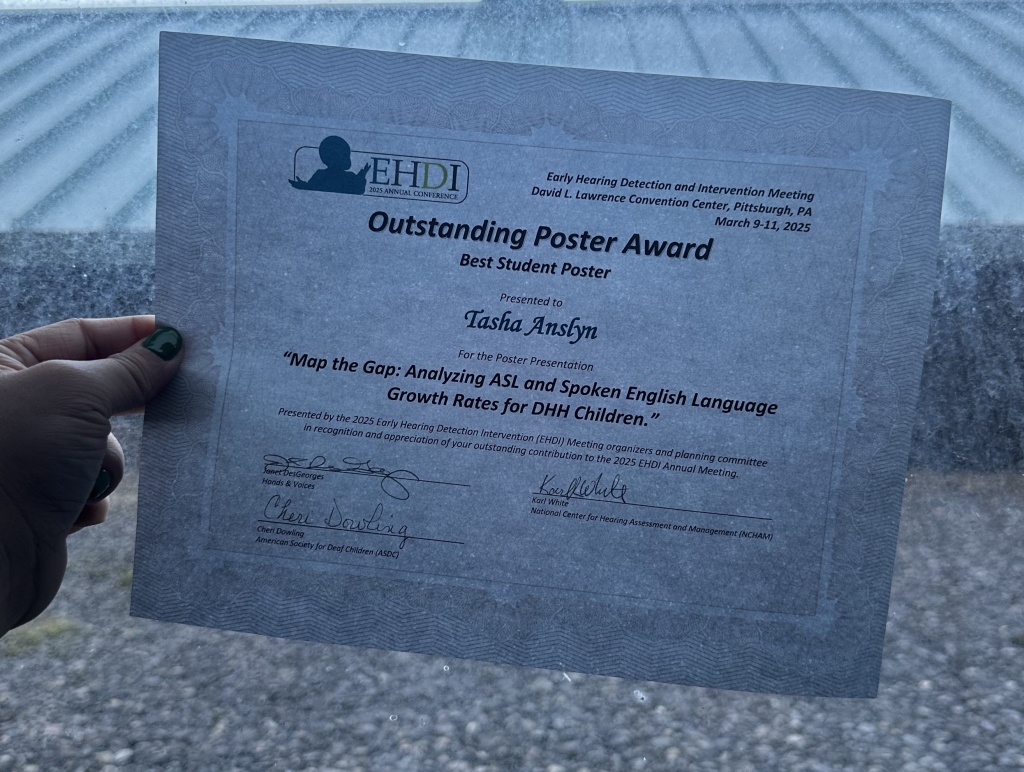 EHDI
2025 ANNUAL CONFERENCE
Early Hearing Detection and Intervention Meeting
David L. Lawrence Convention Center, Pittsburgh, PA
March 9-11, 2025
Outstanding Poster Award
Best Student Poster
Presented to
Tasha Anslyn
For the Poster Presentation
“Map the Gap: Analyzing ASL and Spoken English Language
Growth Rates for DHH Children.”
Presented by the 2025 Early Hearing Detection Intervention (EHDI) Meeting organizers and planning committee
in recognition and appreciation of your outstanding contribution to the 2025 EHDI Annual Meeting.
Janet DesGeorges
Hands & Voices
Karl White
Karl White
National Center for Hearing Assessment and Management (NCHAM)
Cheri Dowling
Cheri Dowling
American Society for Deaf Children (ASDC)